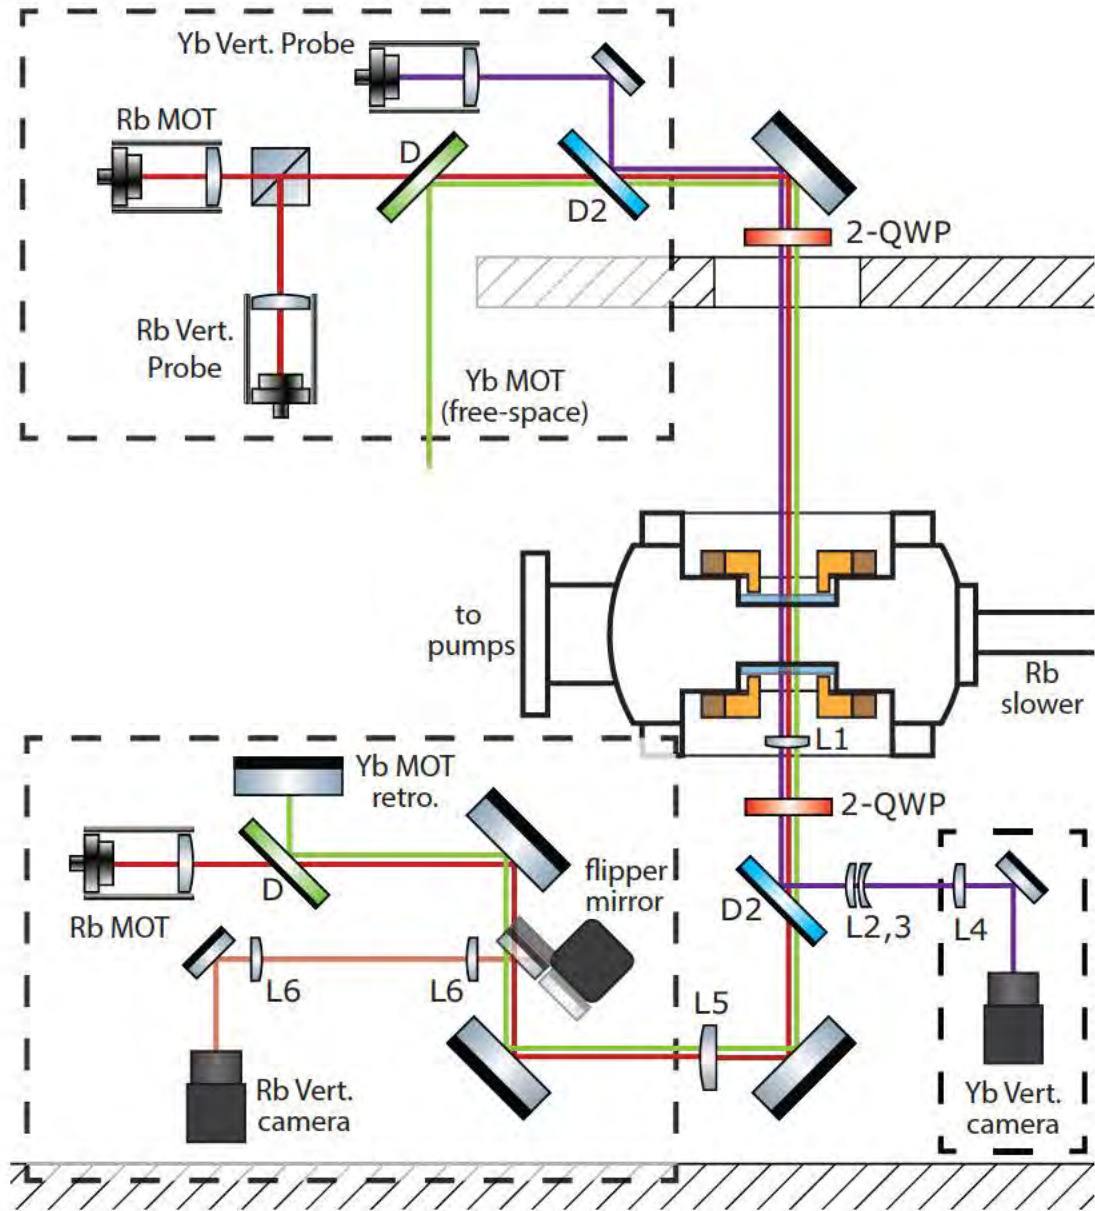 Yb Vert. Probe
Rb MOT
D
D2
2-QWP
Rb Vert.
Probe
Yb MOT
(free-space)
to
pumps
Rb
slower
L1
2-QWP
Yb MOT
retro.
flipper
mirror
D
Rb MOT
D2
L2,3
L4
L6
L6
L5
Rb Vert.
camera
Yb Vert.
camera